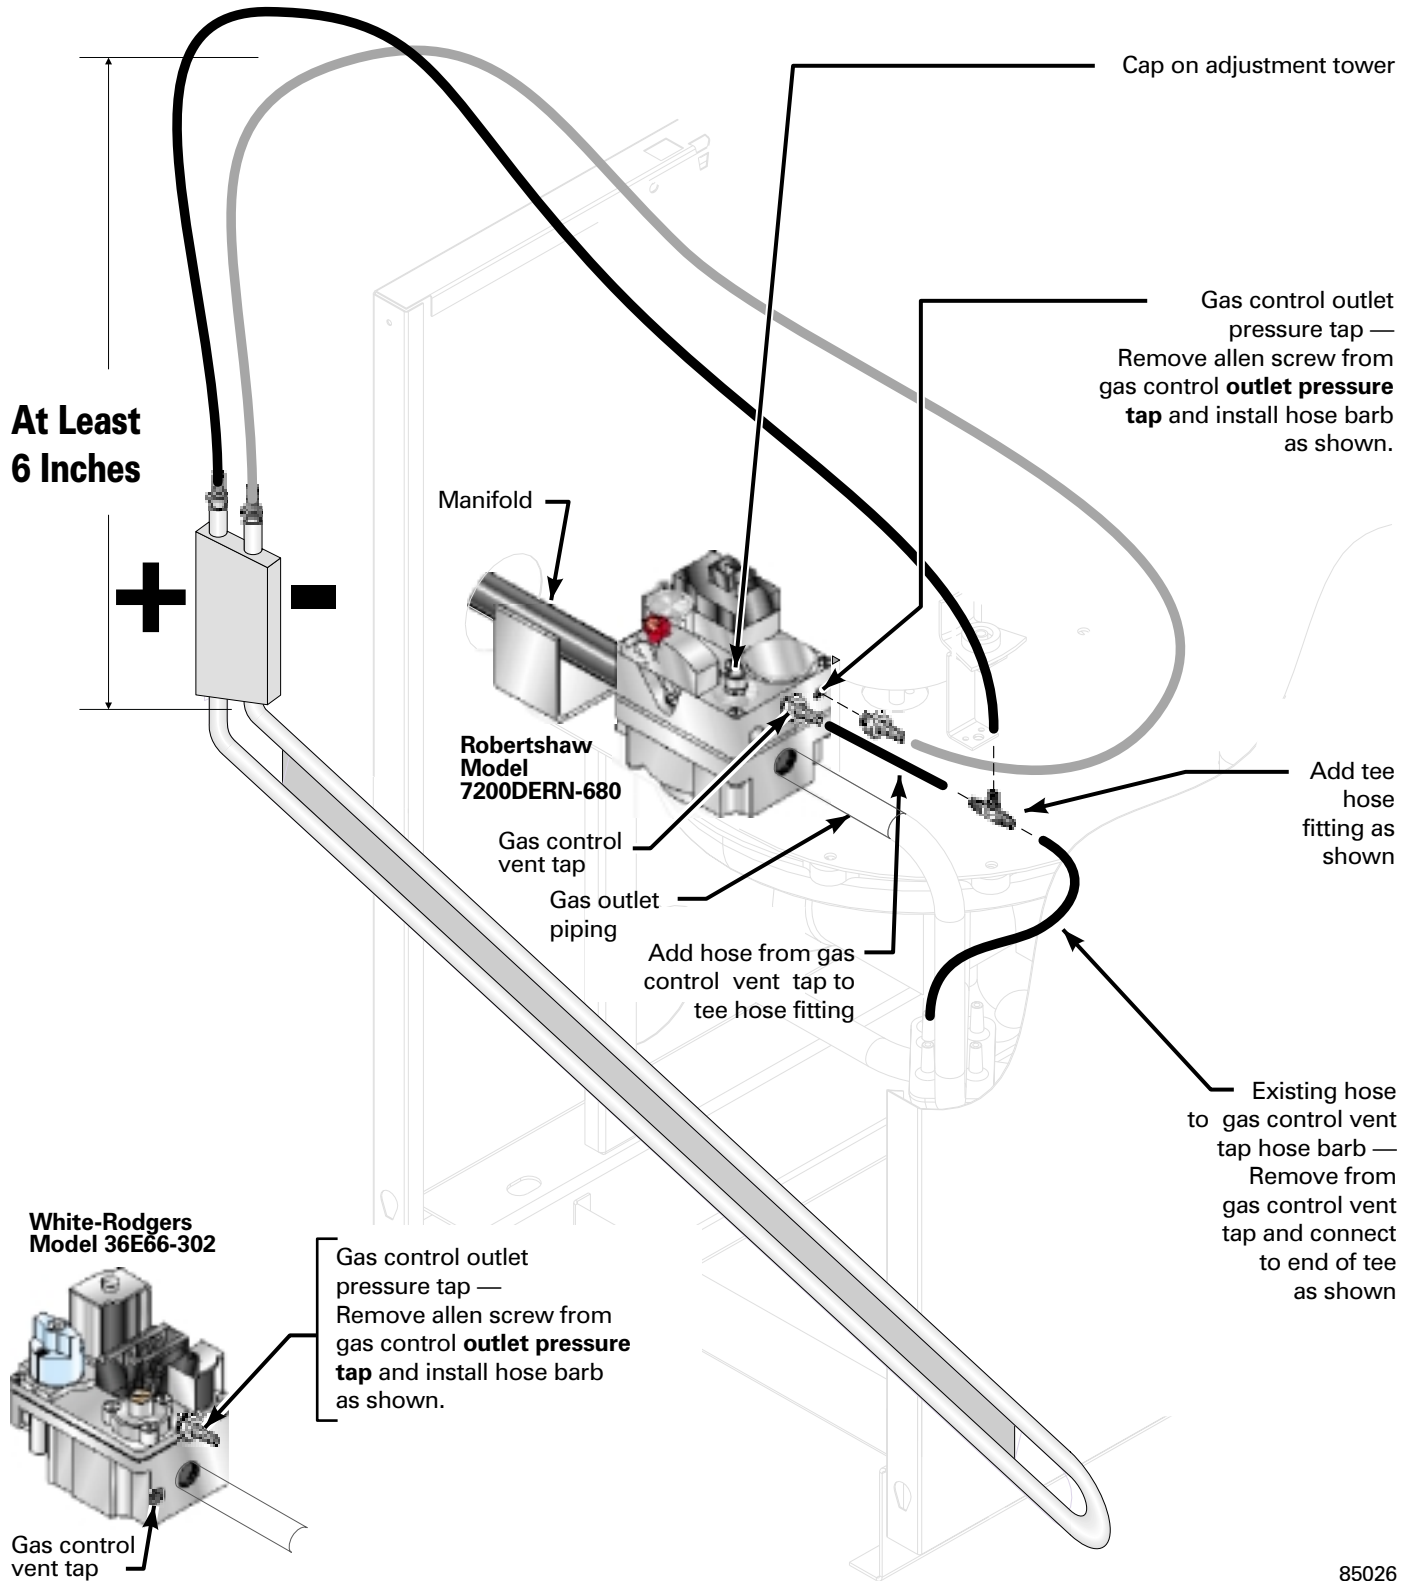 Cap on adjustment tower
Gas control outlet
pressure tap —
Remove allen screw from
gas control outlet pressure
tap and install hose barb
as shown.
At Least
6 Inches
Manifold
+
-
Robertshaw
Model
7200DERN-680
Add tee
hose
fitting as
shown
Gas control
vent tap
Gas outlet
piping
Add hose from gas
control vent tap to
tee hose fitting
Existing hose
to gas control vent
tap hose barb —
Remove from
gas control vent
tap and connect
to end of tee
as shown
White-Rodgers
Model 36E66-302
Gas control outlet
pressure tap —
Remove allen screw from
gas control outlet pressure
tap and install hose barb
as shown.
Gas control
vent tap
85026